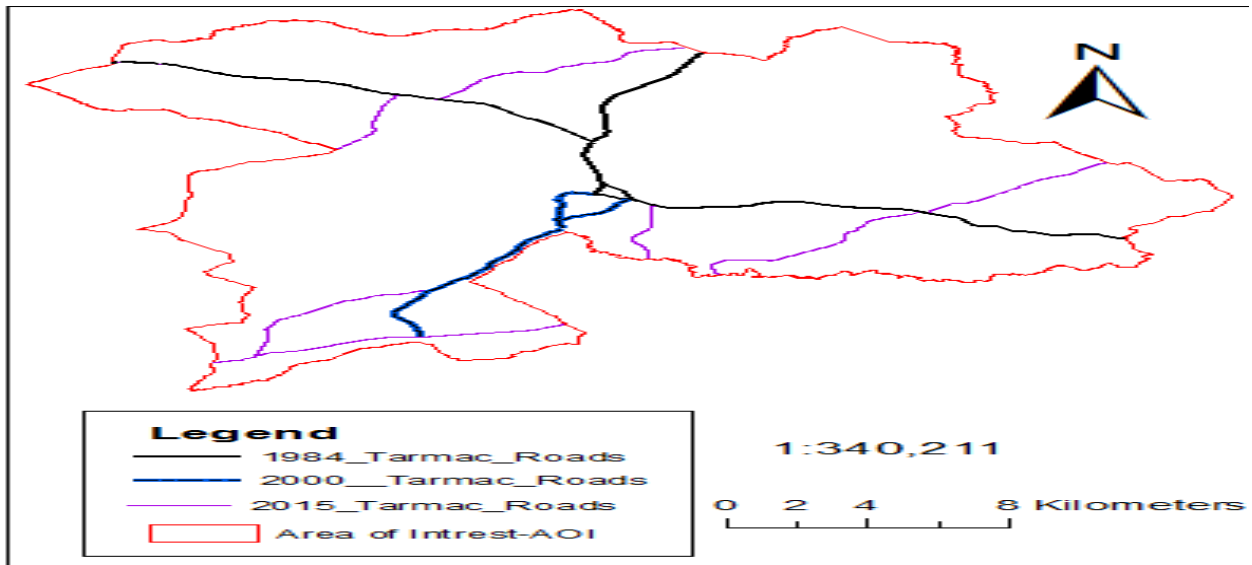 N
Legend
1984_Tarmac_Roads
2000__Tarmac_Roads
2015_Tarmac_Roads
Area of Intrest-AOI
1:340,211
0 2 4 8 Kilometers